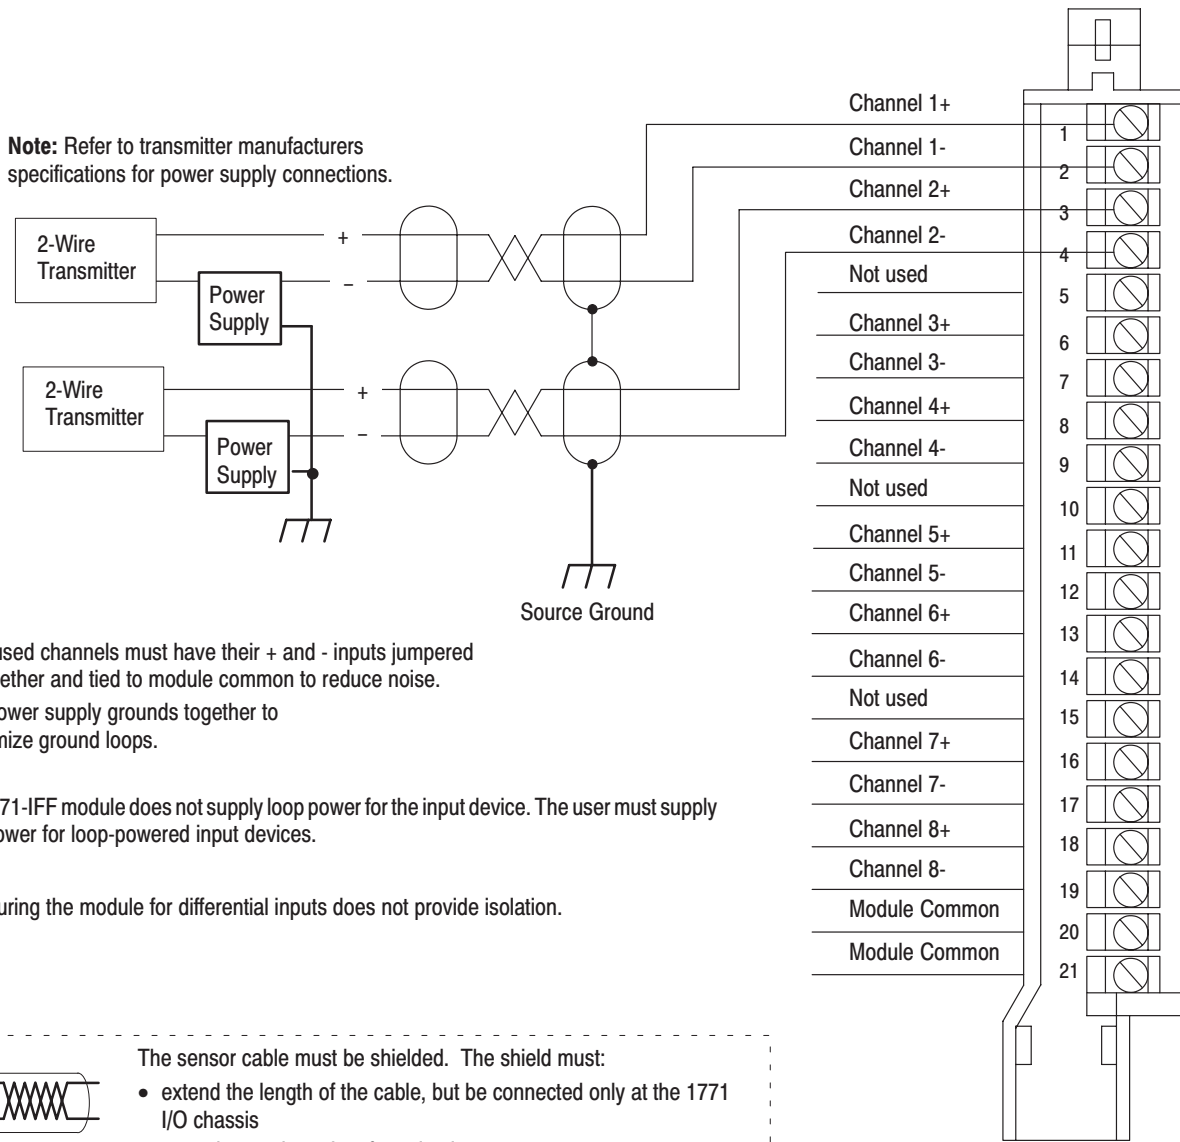 Note: Refer to transmitter manufacturers
specifications for power supply connections.
2-Wire
Transmitter
+
–
Power
Supply
2-Wire
Transmitter
+
–
Power
Supply
Source Ground
Channel 1+
1
Channel 1-
2
Channel 2+
3
Channel 2-
4
Not used
5
Channel 3+
6
Channel 3-
7
Channel 4+
8
Channel 4-
9
Not used
10
Channel 5+
11
Channel 5-
12
Channel 6+
13
Channel 6-
14
Not used
15
Channel 7+
16
Channel 7-
17
Channel 8+
18
Channel 8-
19
Module Common
20
Module Common
21
used channels must have their + and - inputs jumpered
ether and tied to module common to reduce noise.
ower supply grounds together to
mize ground loops.
71-IFF module does not supply loop power for the input device. The user must supply
ower for loop-powered input devices.
uring the module for differential inputs does not provide isolation.
The sensor cable must be shielded. The shield must:
• extend the length of the cable, but be connected only at the 1771
I/O chassis